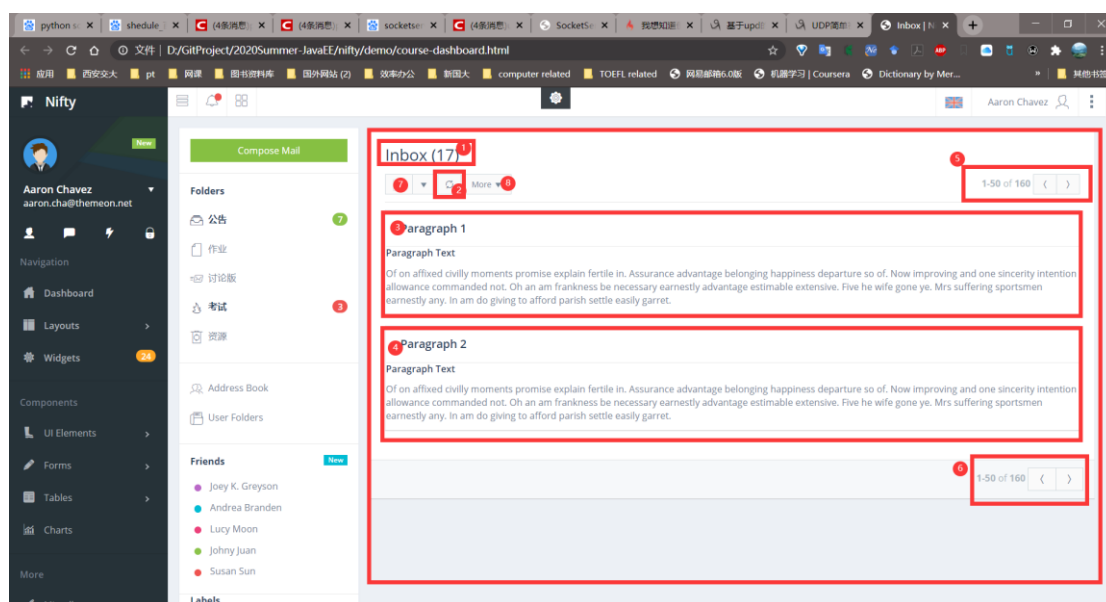 python sc
shedule_
(4条消息)
(4条消息)
socketser
(4条消息)
SocketSe
我想知道
基于updf
UDP简单
Inbox | N
文件 | D:/GitProject/2020Summer-JavaEE/nifty/demo/course-dashboard.html
ABP
应用 西安交大 pt 网课 图书资料库 国外网站 (2) 效率办公 新国大 computer related TOEFL related 网易邮箱6.0版 机器学习 | Coursera Dictionary by Mer... » 其他书签
Nifty
Aaron Chavez
New
Aaron Chavez
aaron.cha@themeon.net
Navigation
Dashboard
Layouts
Widgets 24
Components
UI Elements
Forms
Tables
Charts
More
Compose Mail
Folders
公告 7
作业
讨论版
考试 3
资源
Address Book
User Folders
Friends New
Joey K. Greyson
Andrea Branden
Lucy Moon
Johny Juan
Susan Sun
Labels
Inbox (17) 1
7 2 More 8
5
1-50 of 160
3 Paragraph 1
Paragraph Text
Of on affixed civilly moments promise explain fertile in. Assurance advantage belonging happiness departure so of. Now improving and one sincerity intention
allowance commanded not. Oh an am frankness be necessary earnestly advantage estimable extensive. Five he wife gone ye. Mrs suffering sportsmen
earnestly any. In am do giving to afford parish settle easily garret.
4 Paragraph 2
Paragraph Text
Of on affixed civilly moments promise explain fertile in. Assurance advantage belonging happiness departure so of. Now improving and one sincerity intention
allowance commanded not. Oh an am frankness be necessary earnestly advantage estimable extensive. Five he wife gone ye. Mrs suffering sportsmen
earnestly any. In am do giving to afford parish settle easily garret.
6
1-50 of 160